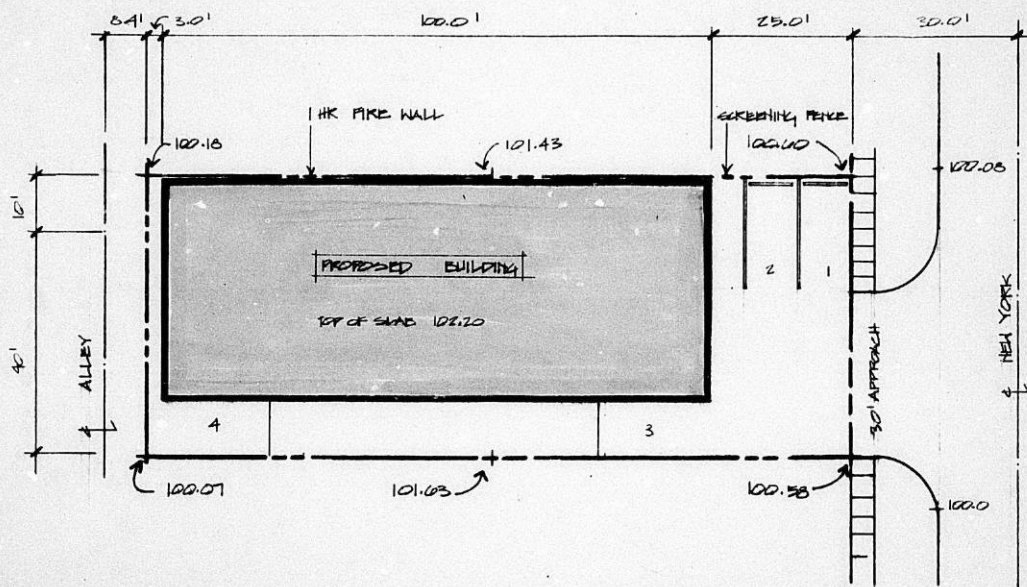 8.4' 3.0' 100.0' 25.0' 30.0'
1 HR FIRE WALL
SCREENING FENCE
100.18
101.43
100.60
100.08
10'
PROPOSED BUILDING
2 1
TOP OF SLAB 102.20
40'
ALLEY
30' APPROACH
NEW YORK
4
3
100.07
101.63
100.58
100.0